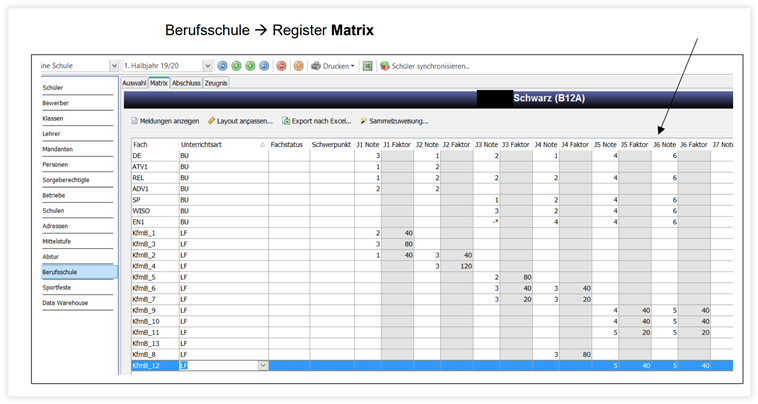 Berufsschule → Register Matrix
ine Schule 1. Halbjahr 19/20 Drucken Schüler synchronisieren...
Auswahl Matrix Abschluss Zeugnis
Schwarz (B12A)
Meldungen anzeigen Layout anpassen... Export nach Excel... Sammelzuweisung...
Schüler
Bewerber
Klassen
Lehrer
Mandanten
Personen
Sorgeberechtigte
Betriebe
Schulen
Adressen
Mittelstufe
Abitur
Berufsschule
Sportfeste
Data Warehouse
Fach Unterrichtsart Fachstatus Schwerpunkt J1 Note J1 Faktor J2 Note J2 Faktor J3 Note J3 Faktor J4 Note J4 Faktor J5 Note J5 Faktor J6 Note J6 Faktor J7 Note
DE BU 3 1 2 1 4 6
ATV1 BU 1 2
REL BU 1 2 2 2 4 6
ADV1 BU 2 2
SP BU 1 2 4 6
WISO BU 3 2 4 6
EN1 BU -* 4 4 6
KfmB_1 LF 2 40
KfmB_3 LF 3 80
KfmB_2 LF 1 40 3 40
KfmB_4 LF 3 120
KfmB_5 LF 2 80
KfmB_6 LF 3 40 3 40
KfmB_7 LF 3 20 3 20
KfmB_9 LF 4 40 5 40
KfmB_10 LF 4 40 5 40
KfmB_11 LF 5 20 5 20
KfmB_13 LF
KfmB_8 LF 3 80
KfmB_12 LF 5 40 5 40